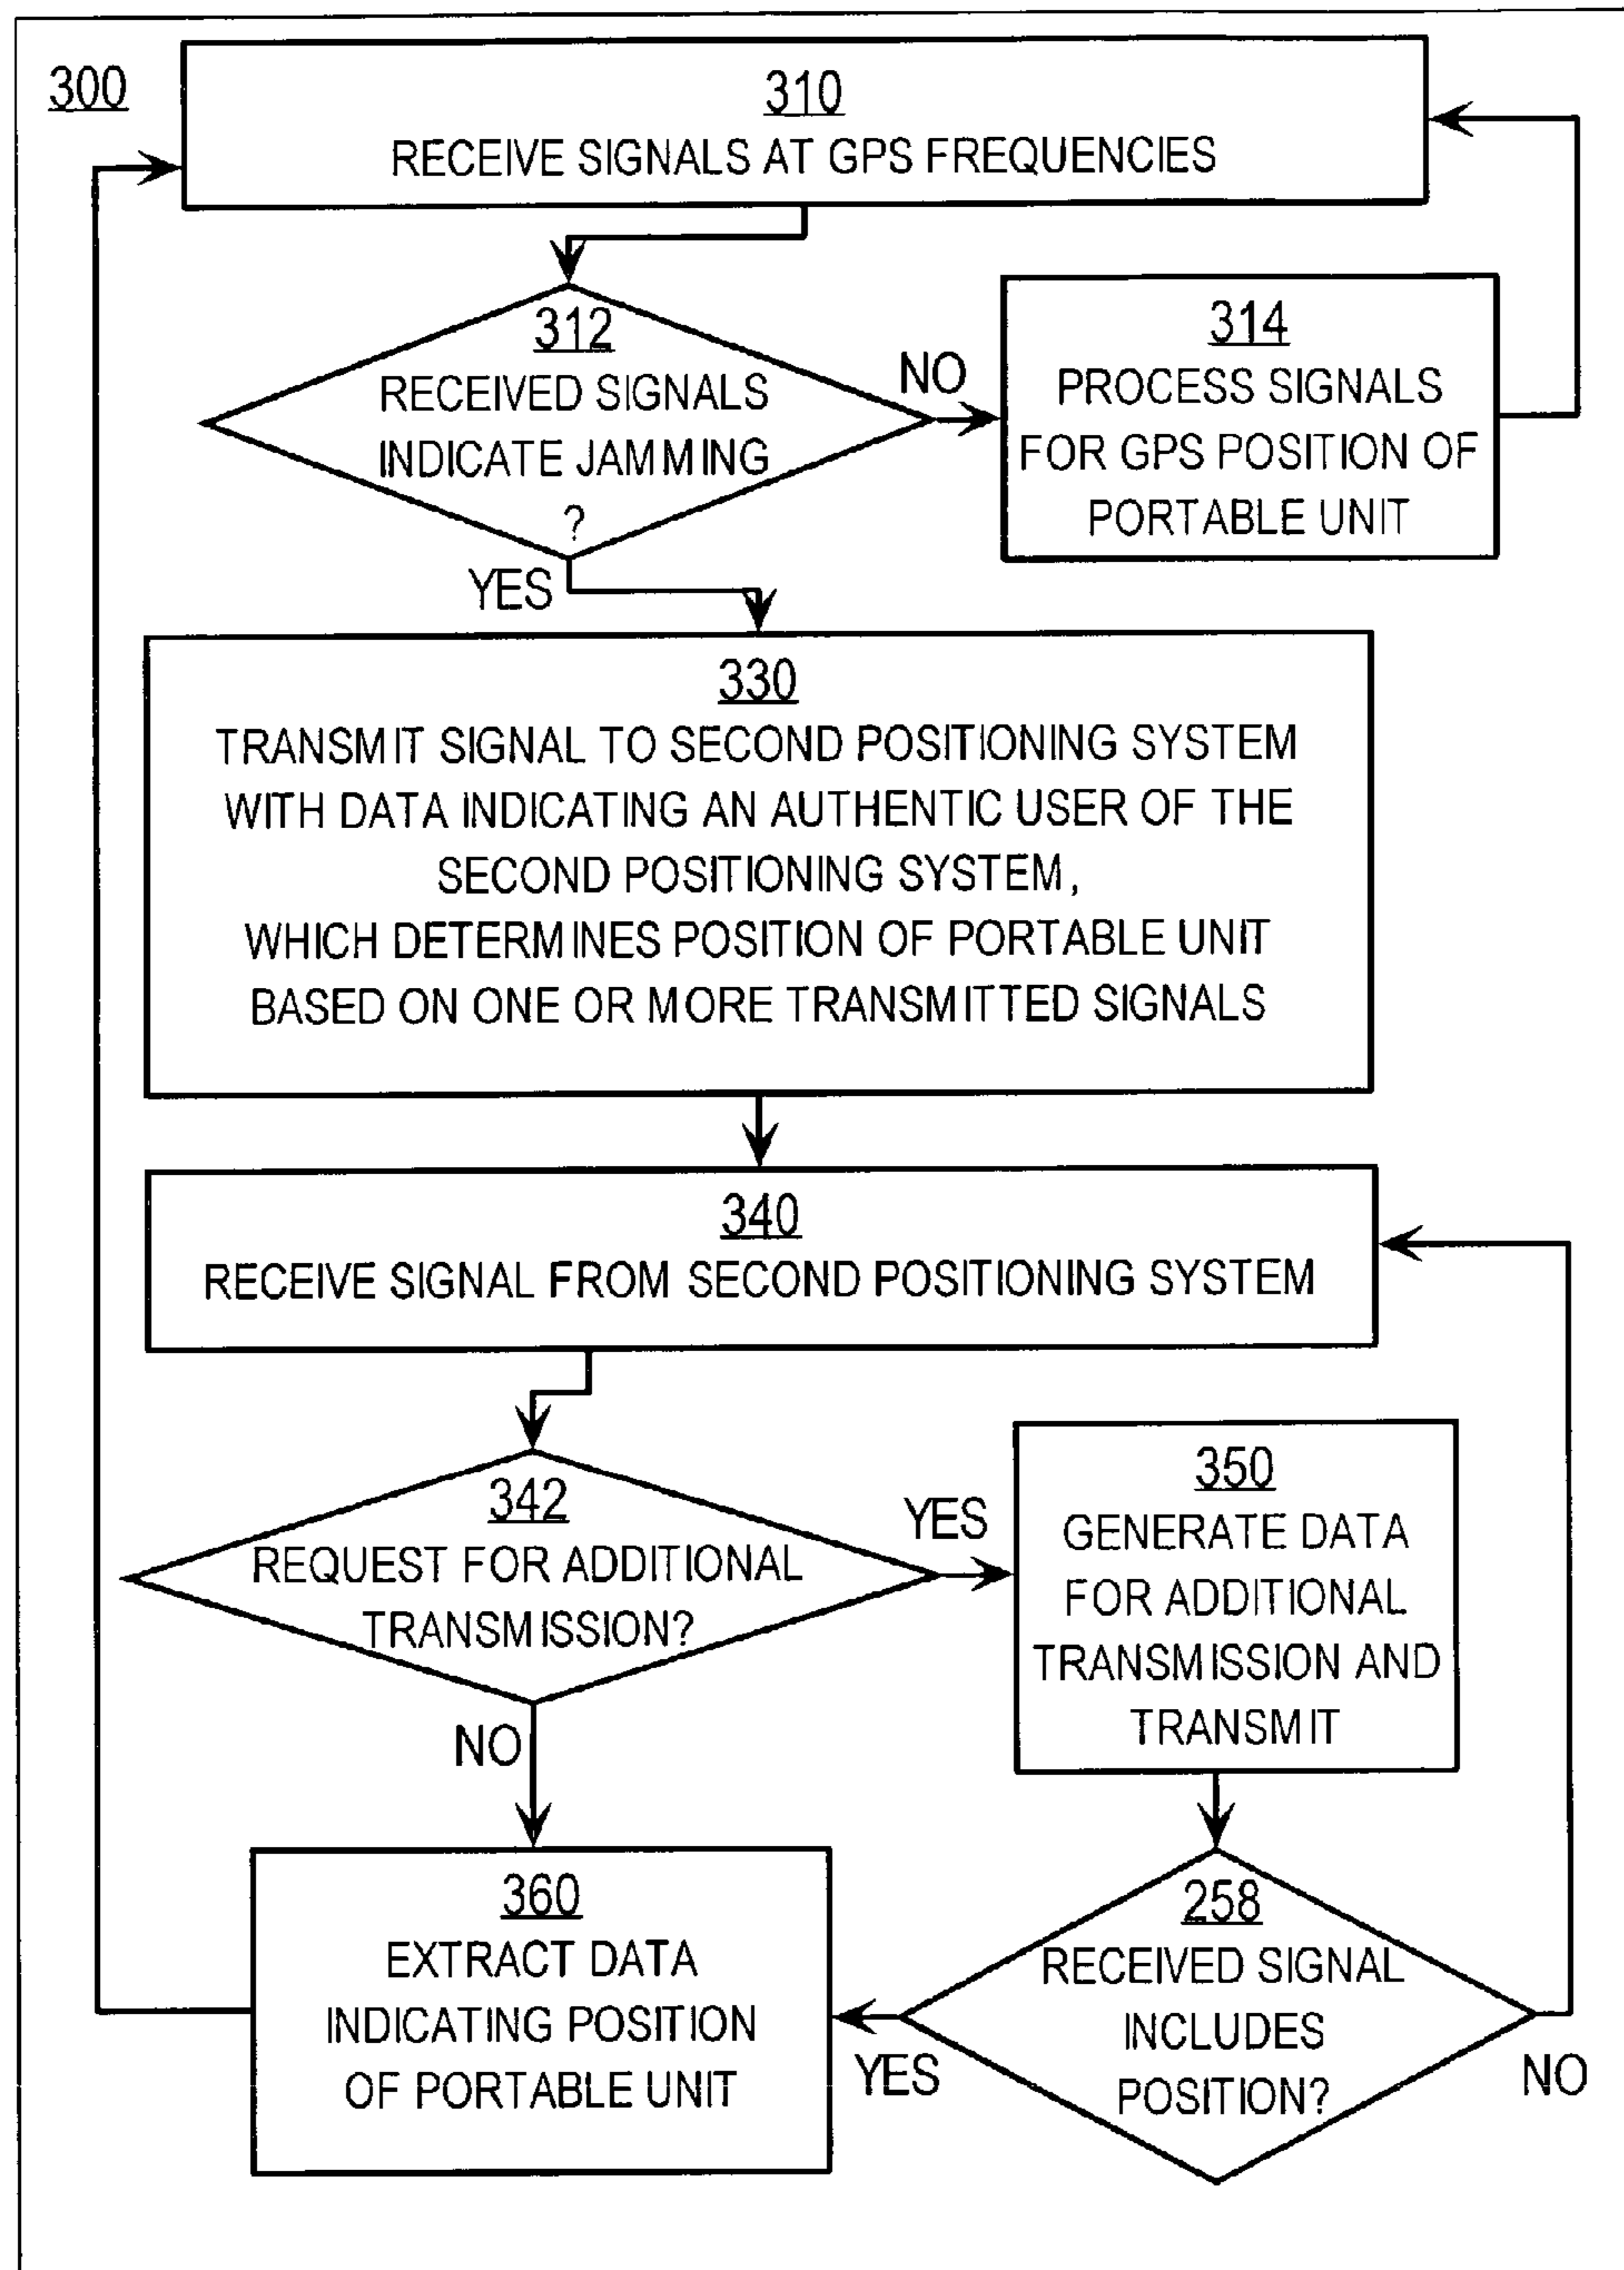 300
310
RECEIVE SIGNALS AT GPS FREQUENCIES
312
RECEIVED SIGNALS
INDICATE JAMMING
?
NO
314
PROCESS SIGNALS
FOR GPS POSITION OF
PORTABLE UNIT
YES
330
TRANSMIT SIGNAL TO SECOND POSITIONING SYSTEM
WITH DATA INDICATING AN AUTHENTIC USER OF THE
SECOND POSITIONING SYSTEM,
WHICH DETERMINES POSITION OF PORTABLE UNIT
BASED ON ONE OR MORE TRANSMITTED SIGNALS
340
RECEIVE SIGNAL FROM SECOND POSITIONING SYSTEM
342
REQUEST FOR ADDITIONAL
TRANSMISSION?
YES
350
GENERATE DATA
FOR ADDITIONAL
TRANSMISSION AND
TRANSMIT
NO
360
EXTRACT DATA
INDICATING POSITION
OF PORTABLE UNIT
258
RECEIVED SIGNAL
INCLUDES
POSITION?
YES
NO